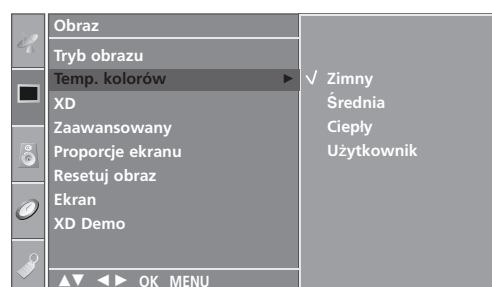 Obraz
Tryb obrazu
Temp. kolorów ► √ Zimny
XD Średnia
Zaawansowany Ciepły
Proporcje ekranu Użytkownik
Resetuj obraz
Ekran
XD Demo
▲▼ ◄► OK MENU